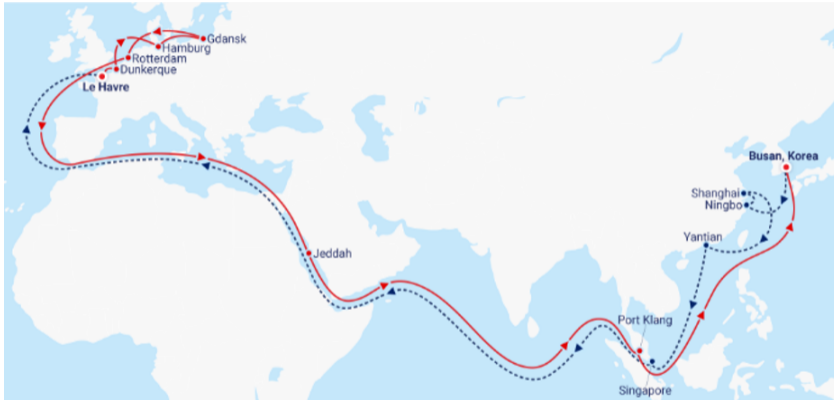 Gdansk
Hamburg
Rotterdam
Dunkerque
Le Havre
Busan, Korea
Shanghai
Ningbo
Yantian
Jeddah
Port Klang
Singapore